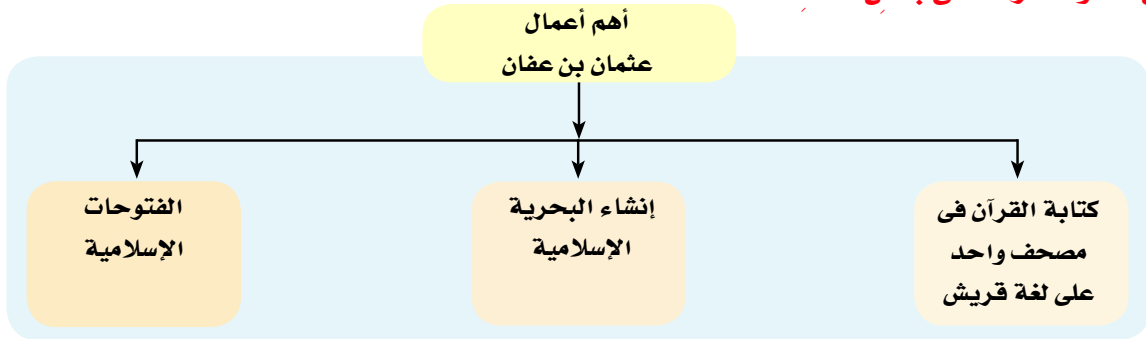 أهم أعمال
عثمان بن عفان
كتابة القرآن فى
مصحف واحد
على لغة قريش
إنشاء البحرية
الإسلامية
الفتوحات
الإسلامية